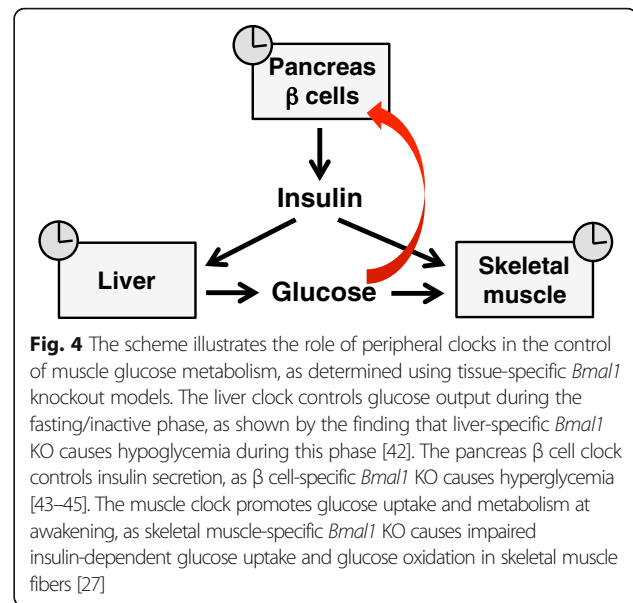 Pancreas
β cells
Insulin
Liver
Glucose
Skeletal
muscle
Fig. 4 The scheme illustrates the role of peripheral clocks in the control
of muscle glucose metabolism, as determined using tissue-specific Bmal1
knockout models. The liver clock controls glucose output during the
fasting/inactive phase, as shown by the finding that liver-specific Bmal1
KO causes hypoglycemia during this phase [42]. The pancreas β cell clock
controls insulin secretion, as β cell-specific Bmal1 KO causes hyperglycemia
[43–45]. The muscle clock promotes glucose uptake and metabolism at
awakening, as skeletal muscle-specific Bmal1 KO causes impaired
insulin-dependent glucose uptake and glucose oxidation in skeletal muscle
fibers [27]